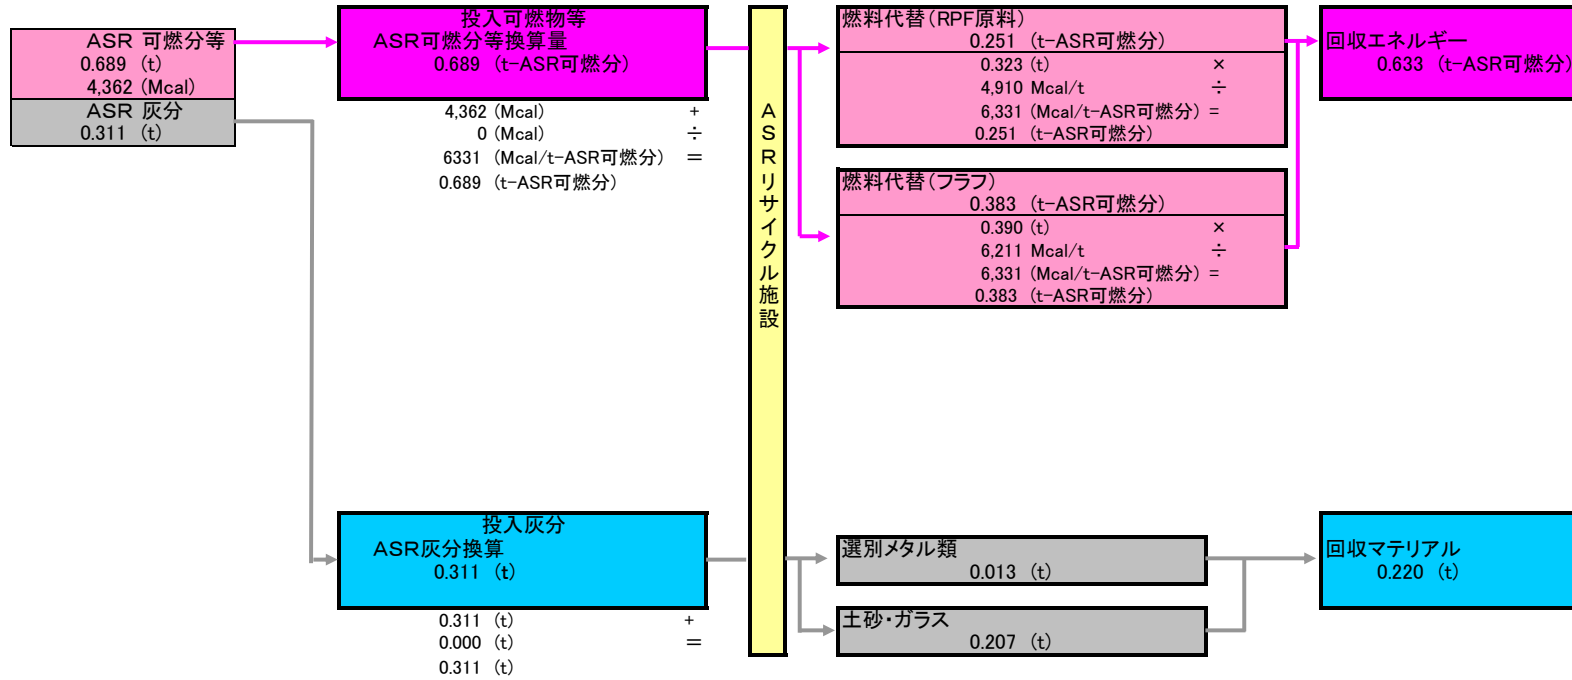 ASR 可燃分等
0.689 (t)
4,362 (Mcal)
ASR 灰分
0.311 (t)
投入可燃物等
ASR可燃分等換算量
0.689 (t-ASR可燃分)
4,362 (Mcal) +
0 (Mcal) ÷
6331 (Mcal/t-ASR可燃分) =
0.689 (t-ASR可燃分)
投入灰分
ASR灰分換算
0.311 (t)
0.311 (t) +
0.000 (t) =
0.311 (t)
ASRリサイクル施設
燃料代替(RPF原料)
0.251 (t-ASR可燃分)
0.323 (t) ×
4,910 Mcal/t ÷
6,331 (Mcal/t-ASR可燃分) =
0.251 (t-ASR可燃分)
燃料代替(フラフ)
0.383 (t-ASR可燃分)
0.390 (t) ×
6,211 Mcal/t ÷
6,331 (Mcal/t-ASR可燃分) =
0.383 (t-ASR可燃分)
選別メタル類
0.013 (t)
土砂・ガラス
0.207 (t)
回収エネルギー
0.633 (t-ASR可燃分)
回収マテリアル
0.220 (t)